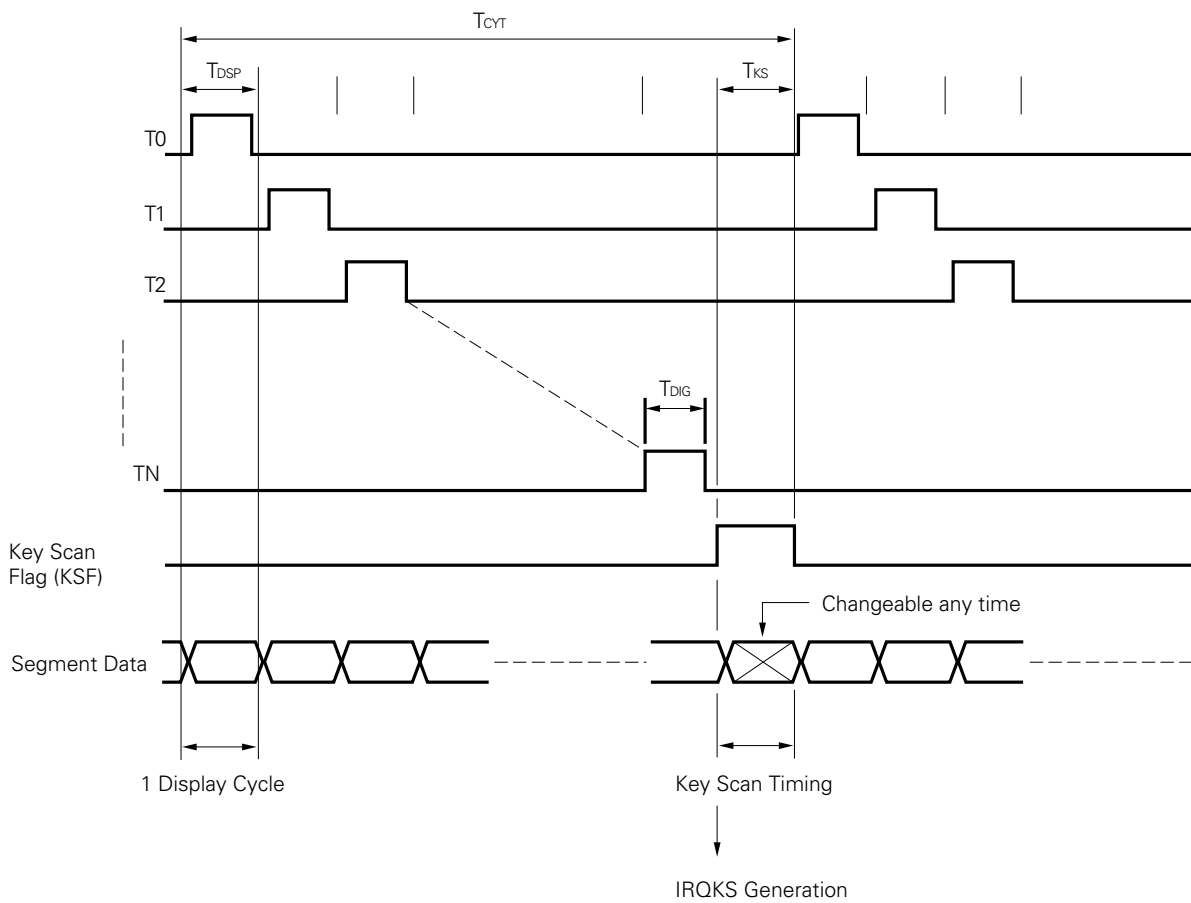 TCYT
TDSP
TKS
T0
T1
T2
TDIG
TN
Key Scan
Flag (KSF)
Changeable any time
Segment Data
1 Display Cycle
Key Scan Timing
IRQKS Generation